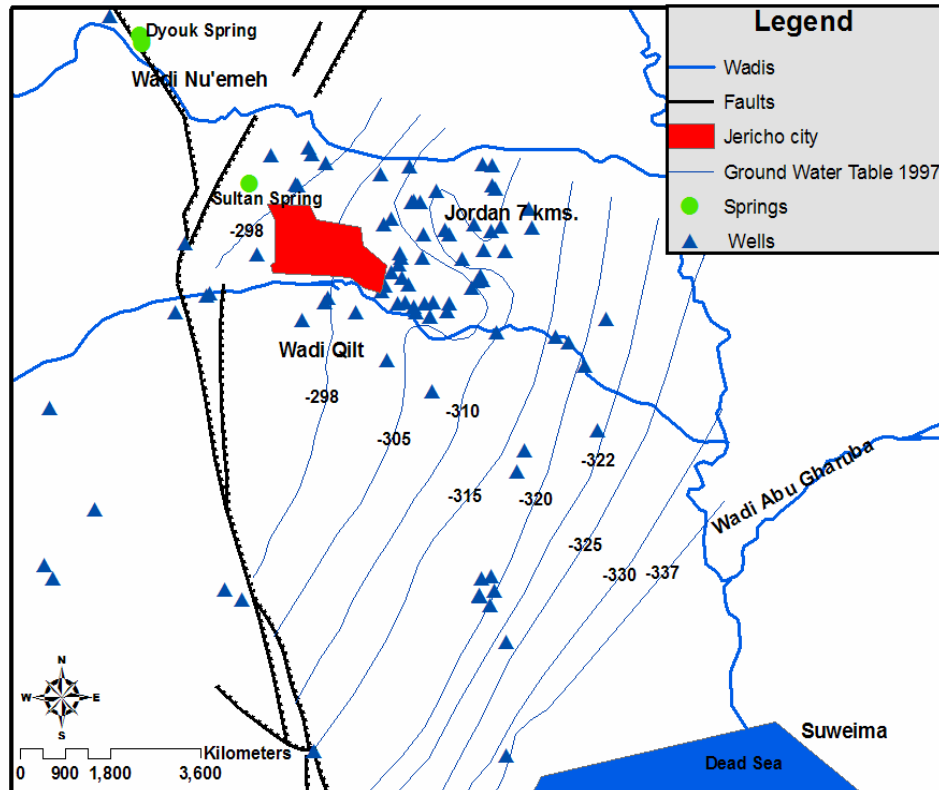 Dyouk Spring
Wadi Nu'emeh
Sultan Spring
-298
Jordan 7 kms.
Wadi Qilt
-298
-305
-310
-315
-320
-322
-325
-330
-337
Wadi Abu Gharuba
Suweima
Dead Sea
N
W E
S
Kilometers
0 900 1,800 3,600
Legend
Wadis
Faults
Jericho city
Ground Water Table 1997
Springs
Wells